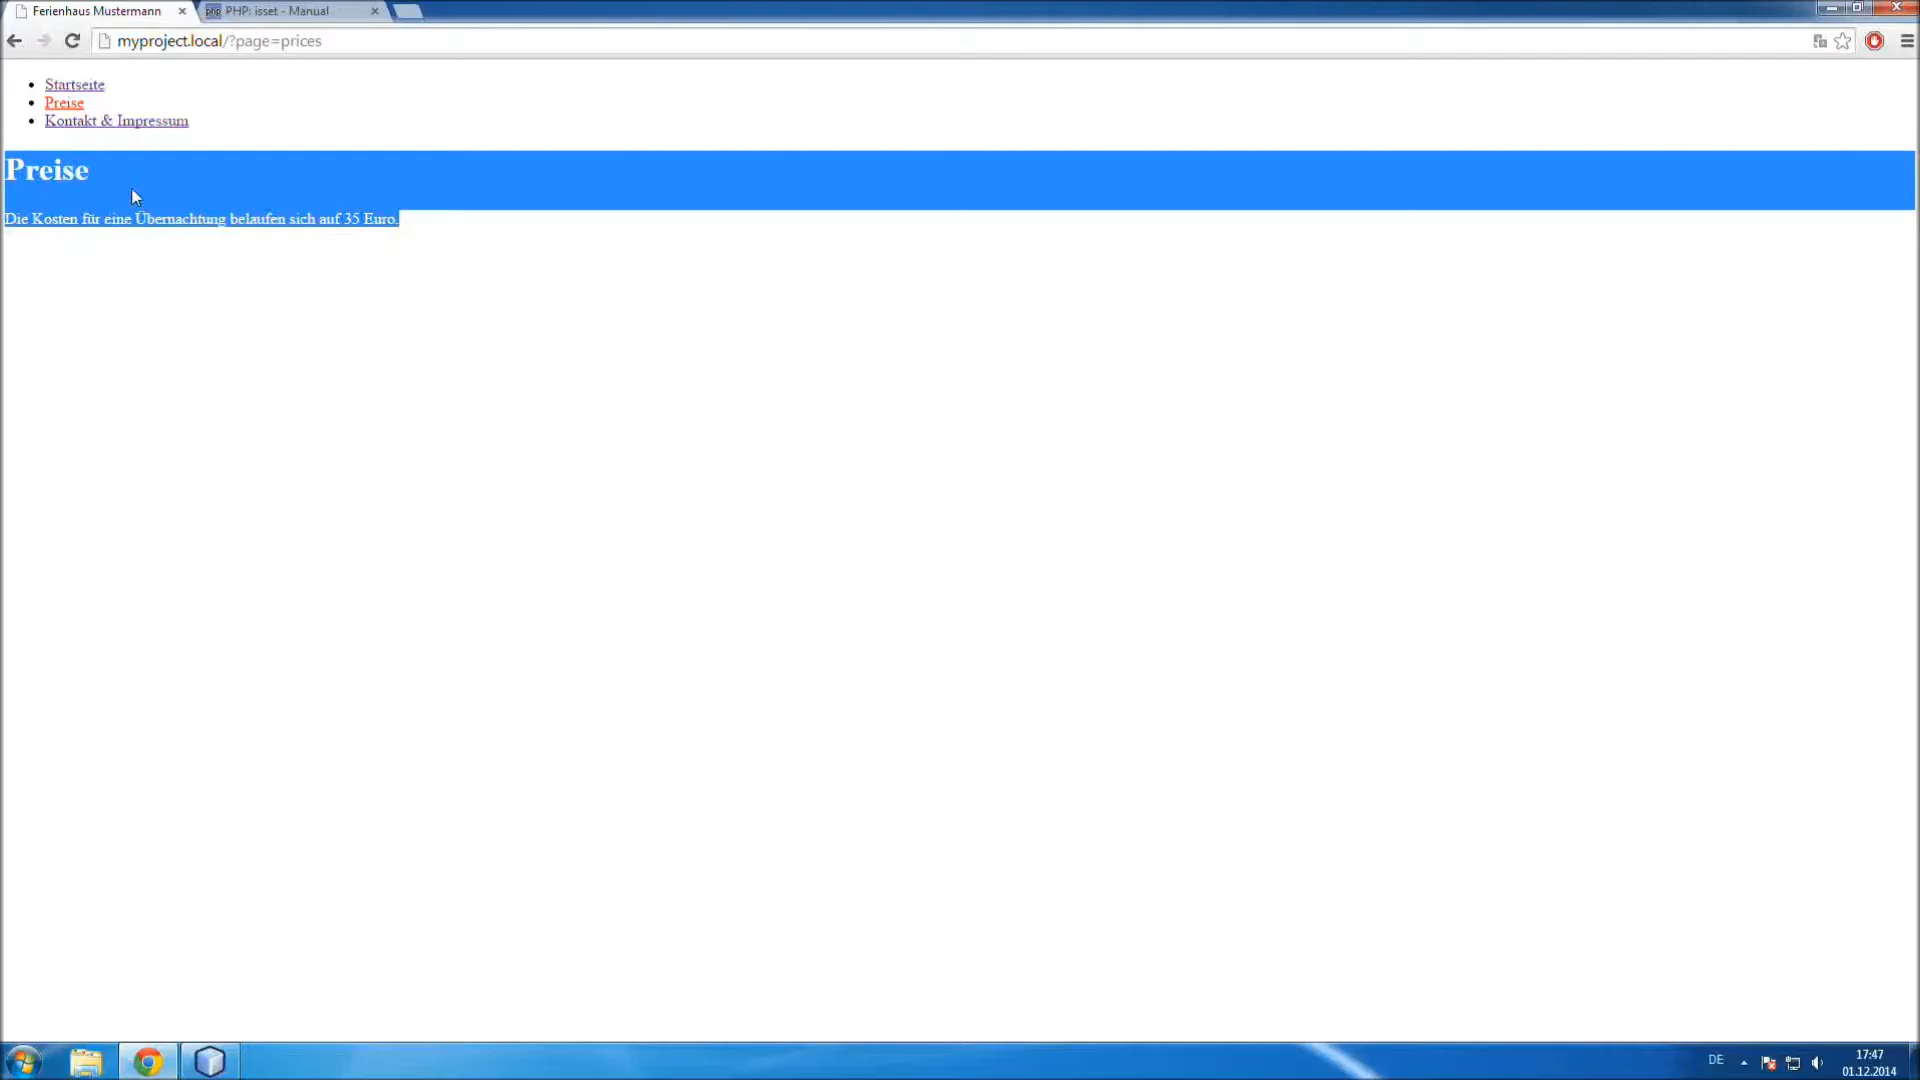 Ferienhaus Mustermann
php PHP: isset - Manual
myproject.local/?page=prices
Startseite
Preise
Kontakt & Impressum
Preise
Die Kosten für eine Übernachtung belaufen sich auf 35 Euro.
DE
17:47
01.12.2014